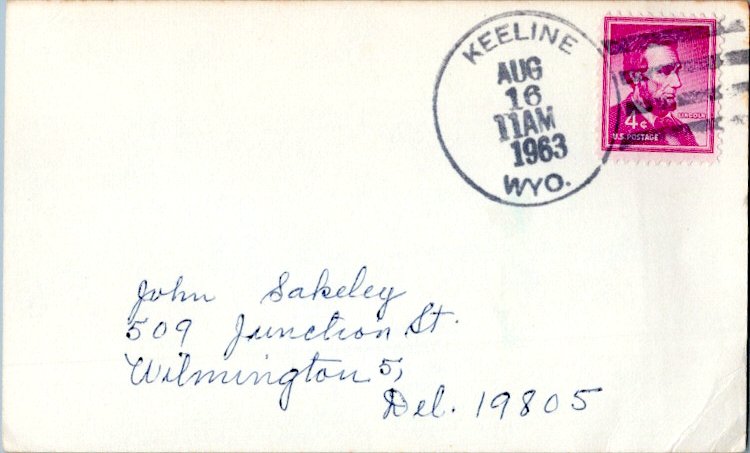 KEELINE
AUG
16
11AM
1963
WYO.
LINCOLN
4¢
U.S. POSTAGE
John Sakeley
509 Junction St.
Wilmington 5,
Del. 19805